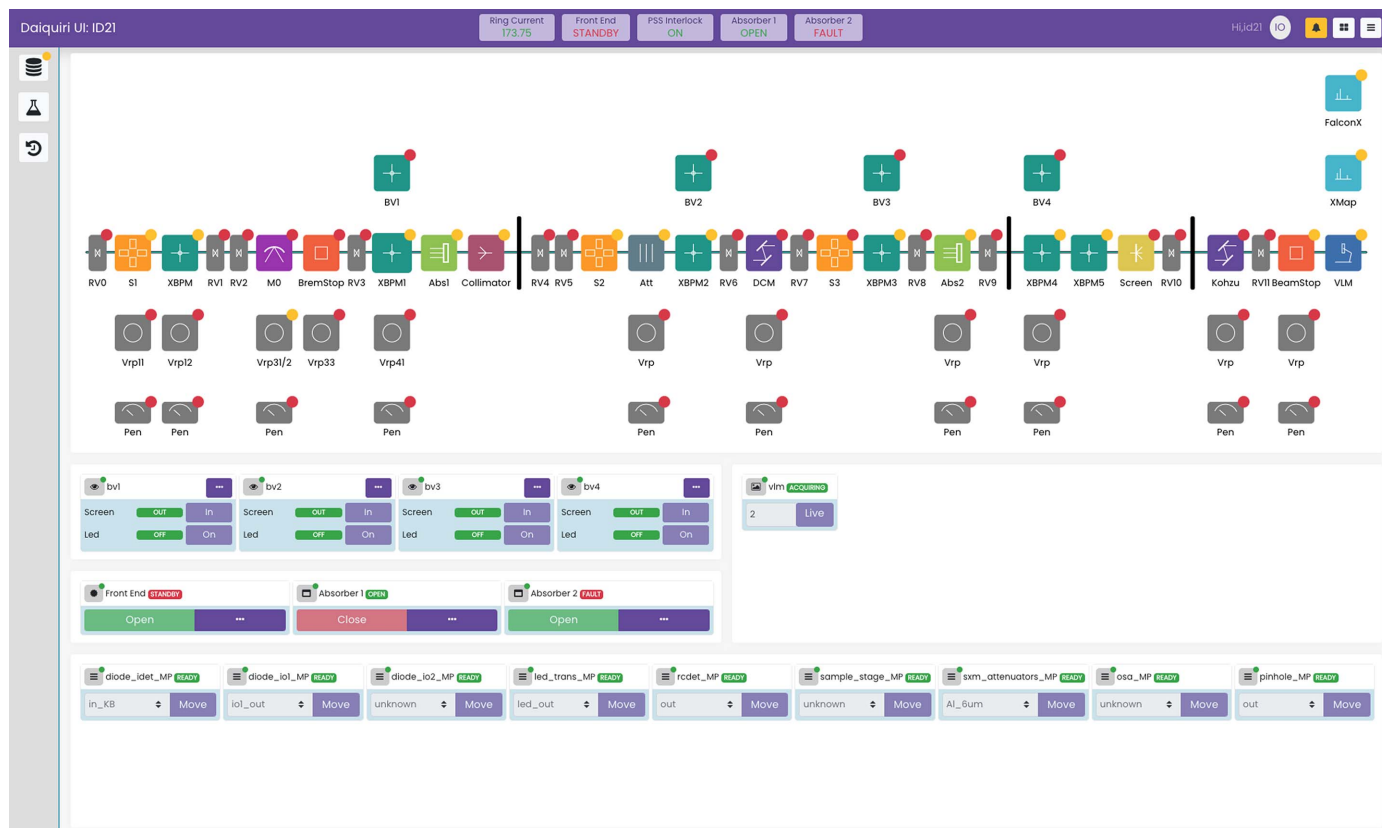 Daiquiri UI: ID21
Ring Current Front End PSS Interlock Absorber 1 Absorber 2
173.75 STANDBY ON OPEN FAULT
Hi,id21 IO
FalconX
BV1 BV2 BV3 BV4 XMap
RV0 S1 XBPM RV1 RV2 M0 BremStop RV3 XBPM1 Abs1 Collimator RV4 RV5 S2 Att XBPM2 RV6 DCM RV7 S3 XBPM3 RV8 Abs2 RV9 XBPM4 XBPM5 Screen RV10 Kohzu RV11 BeamStop VLM
Vrp11 Vrp12 Vrp31/2 Vrp33 Vrp41 Vrp Vrp Vrp Vrp Vrp Vrp
Pen Pen Pen Pen Pen Pen Pen Pen Pen Pen
bv1 ••• bv2 ••• bv3 ••• bv4 ••• vlm ACQUIRING
Screen OUT In Screen OUT In Screen OUT In Screen OUT In 2 Live
Led OFF On Led OFF On Led OFF On Led OFF On
Front End STANDBY Absorber 1 OPEN Absorber 2 FAULT
Open ••• Close ••• Open •••
diode_idet_MP READY diode_io1_MP READY diode_io2_MP READY led_trans_MP READY rcdet_MP READY sample_stage_MP READY sxm_attenuators_MP READY osa_MP READY pinhole_MP READY
in_KB Move io1_out Move unknown Move led_out Move out Move unknown Move Al_6um Move unknown Move out Move